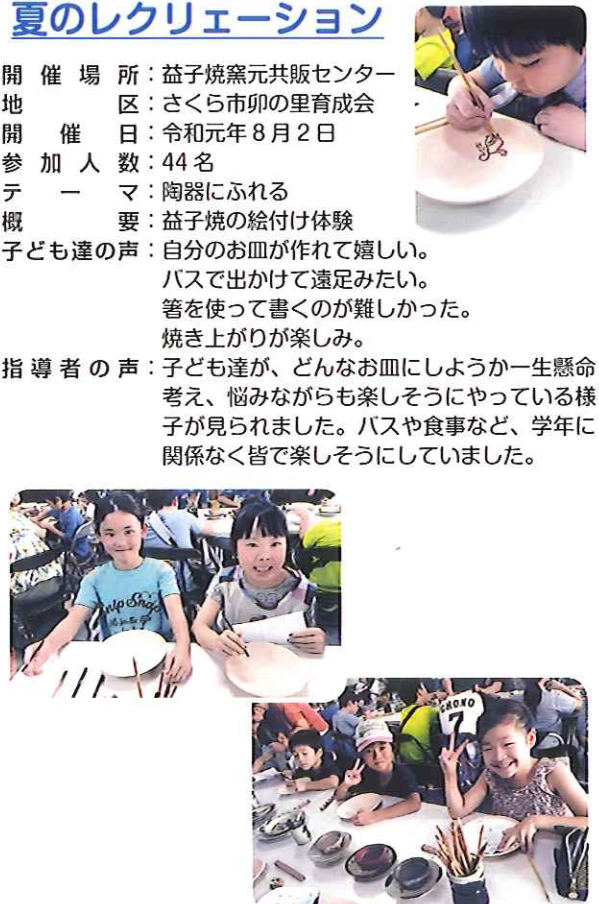 夏のレクリェーション
開催場所：益子焼窯元共販センター
地区：さくら市卯の里育成会
開催日：令和元年８月２日
参加人数：44名
テーマ：陶器にふれる
概要：益子焼の絵付け体験
子ども達の声：自分のお皿が作れて嬉しい。
バスで出かけて遠足みたい。
箸を使って書くのが難しかった。
焼き上がりが楽しみ。
指導者の声：子ども達が、どんなお皿にしようか一生懸命
考え、悩みながらも楽しそうにやっている様
子が見られました。バスや食事など、学年に
関係なく皆で楽しそうにしていました。
CHONO
7